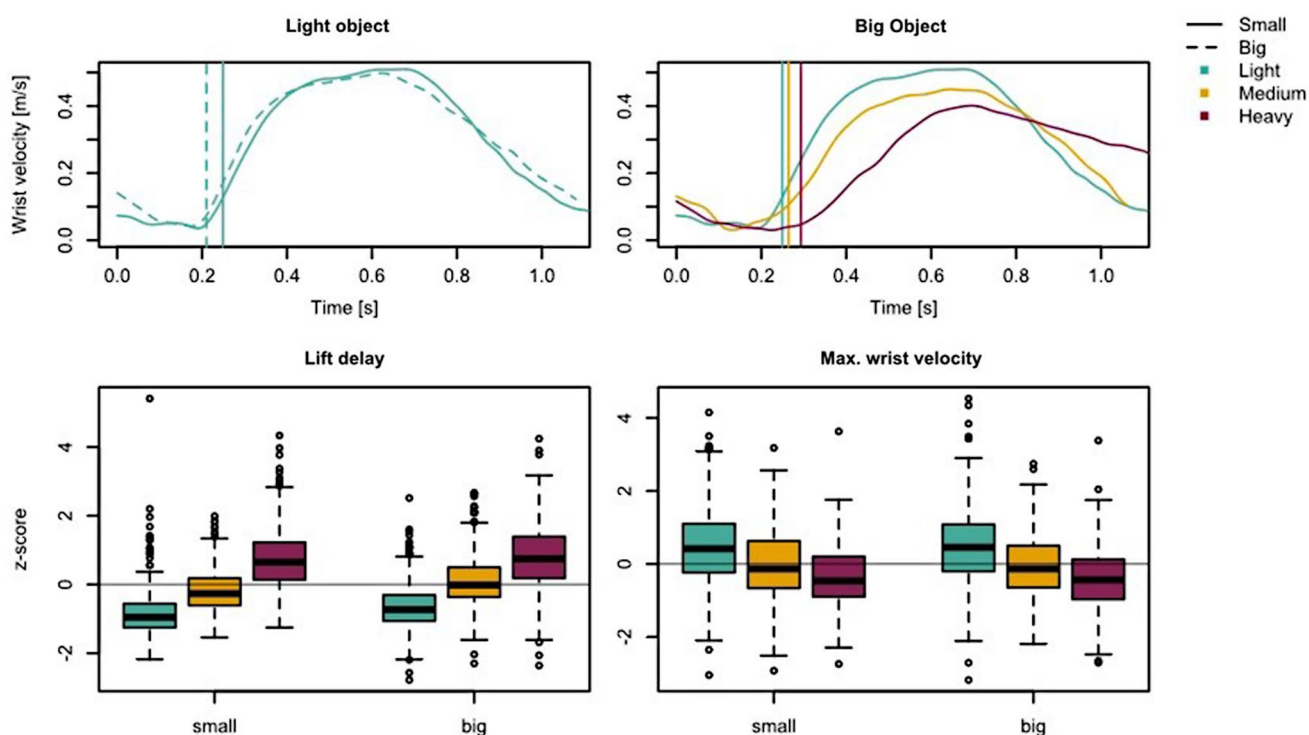 Light object
Big Object
Small
Big
Light
Medium
Heavy
Wrist velocity [m/s]
0.0 0.2 0.4
0.0 0.2 0.4 0.6 0.8 1.0
Time [s]
0.0 0.2 0.4
0.0 0.2 0.4 0.6 0.8 1.0
Time [s]
Lift delay
Max. wrist velocity
z-score
-2 0 2 4
small big
-2 0 2 4
small big